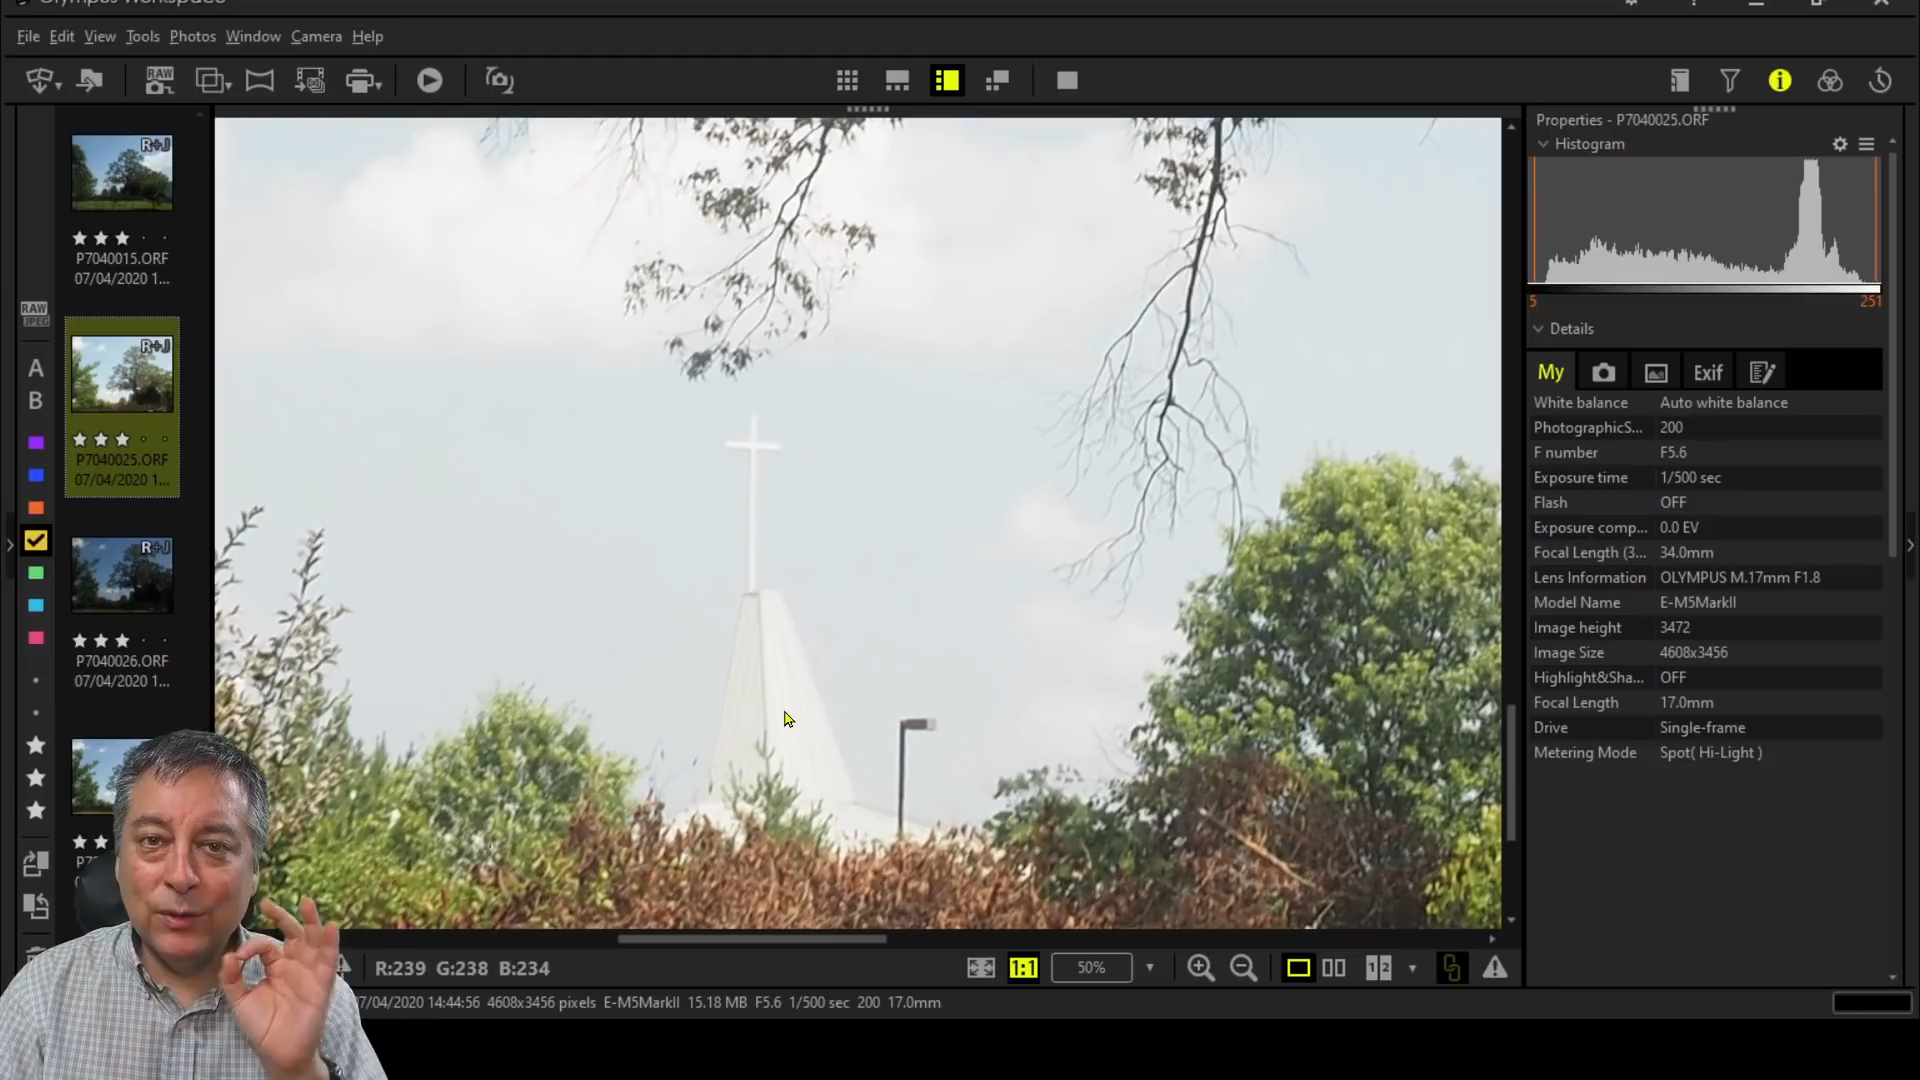 Olympus Workspace
File Edit View Tools Photos Window Camera Help
RAW
Properties - P7040025.ORF
Histogram
5 251
Details
My Exif
White balance Auto white balance
PhotographicS... 200
F number F5.6
Exposure time 1/500 sec
Flash OFF
Exposure comp... 0.0 EV
Focal Length (3... 34.0mm
Lens Information OLYMPUS M.17mm F1.8
Model Name E-M5MarkII
Image height 3472
Image Size 4608x3456
Highlight&Sha... OFF
Focal Length 17.0mm
Drive Single-frame
Metering Mode Spot( Hi-Light )
R+J
P7040015.ORF
07/04/2020 1...
RAW
JPEG
A
B
R+J
P7040025.ORF
07/04/2020 1...
R+J
P7040026.ORF
07/04/2020 1...
R:239 G:238 B:234
1:1
50%
1 2
7/04/2020 14:44:56 4608x3456 pixels E-M5MarkII 15.18 MB F5.6 1/500 sec 200 17.0mm